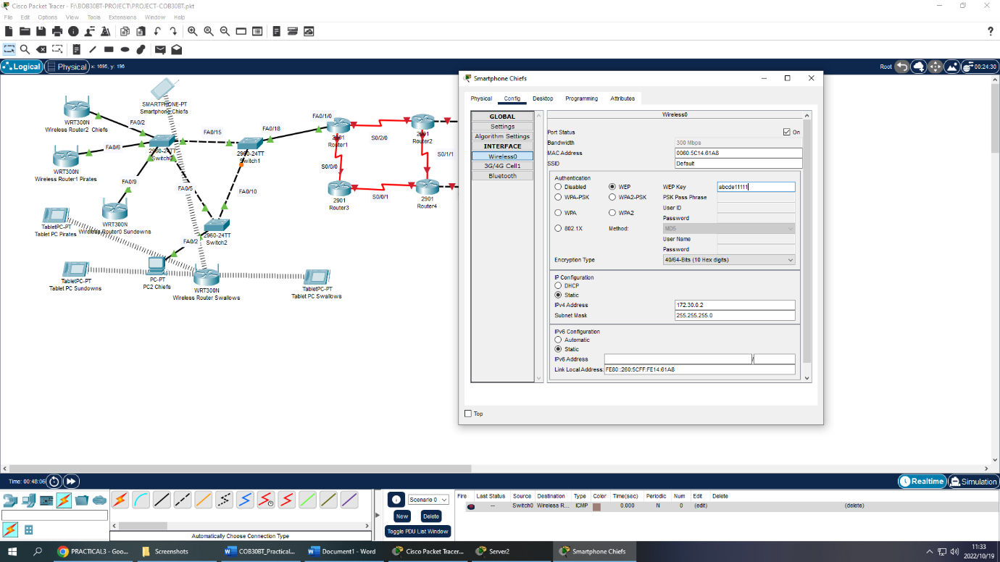 Cisco Packet Tracer - F:\BOB30BT-PROJECT\PROJECT-COB30BT.pkt
File Edit Options View Tools Extensions Window Help
Logical Physical x: 1695, y: 196 Root 00:24:30
SMARTPHONE-PT
Smartphone Chiefs
WRT300N
Wireless Router2 Chiefs
FA0/2
FA0/15
2960-24TT
Switch0
FA0/6
WRT300N
Wireless Router1 Pirates
FA0/18
2960-24TT
Switch1
FA0/1/0
2901
Router1
S0/2/0
2901
Router2
S0/0/0
S0/1/1
2901
Router3
S0/0/1
2901
Router4
FA0/9
FA0/5
FA0/10
WRT300N
Wireless Router0 Sundowns
TabletPC-PT
Tablet PC Pirates
2960-24TT
Switch2
FA0/2
TabletPC-PT
Tablet PC Sundowns
PC-PT
PC2 Chiefs
WRT300N
Wireless Router Swallows
TabletPC-PT
Tablet PC Swallows
Smartphone Chiefs
Physical Config Desktop Programming Attributes
GLOBAL
Settings
Algorithm Settings
INTERFACE
Wireless0
3G/4G Cell1
Bluetooth
Wireless0
Port Status On
Bandwidth 300 Mbps
MAC Address 0060.5C14.61A8
SSID Default
Authentication
Disabled WEP WEP Key abcde11111
WPA-PSK WPA2-PSK PSK Pass Phrase
User ID
WPA WPA2 Password
802.1X Method: MD5
User Name
Password
Encryption Type 40/64-Bits (10 Hex digits)
IP Configuration
DHCP
Static
IPv4 Address 172.30.0.2
Subnet Mask 255.255.255.0
IPv6 Configuration
Automatic
Static
IPv6 Address /
Link Local Address: FE80::260:5CFF:FE14:61A8
Top
Time: 00:48:06 Realtime Simulation
Scenario 0
New Delete
Toggle PDU List Window
Fire Last Status Source Destination Type Color Time(sec) Periodic Num Edit Delete
-- Switch0 Wireless R... ICMP 0.000 N 0 (edit) (delete)
Automatically Choose Connection Type
PRACTICAL3 - Goo... Screenshots COB30BT_Practical... Document1 - Word Cisco Packet Tracer... Server2 Smartphone Chiefs
11:33
2022/10/19